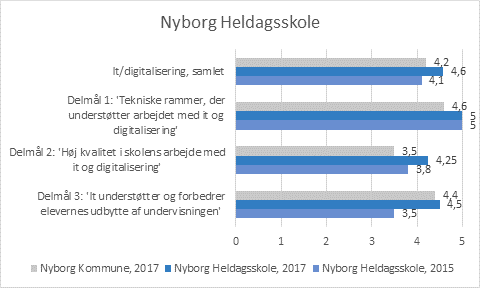 Nyborg Heldagsskole
It/digitalisering, samlet
4,2
4,6
4,1
Delmål 1: 'Tekniske rammer, der
understøtter arbejdet med it og
digitalisering'
4,6
5
5
Delmål 2: 'Høj kvalitet i skolens arbejde med
it og digitalisering'
3,5
4,25
3,8
Delmål 3: 'It understøtter og forbedrer
elevernes udbytte af undervisningen'
4,4
4,5
3,5
0 1 2 3 4 5
Nyborg Kommune, 2017 Nyborg Heldagsskole, 2017 Nyborg Heldagsskole, 2015